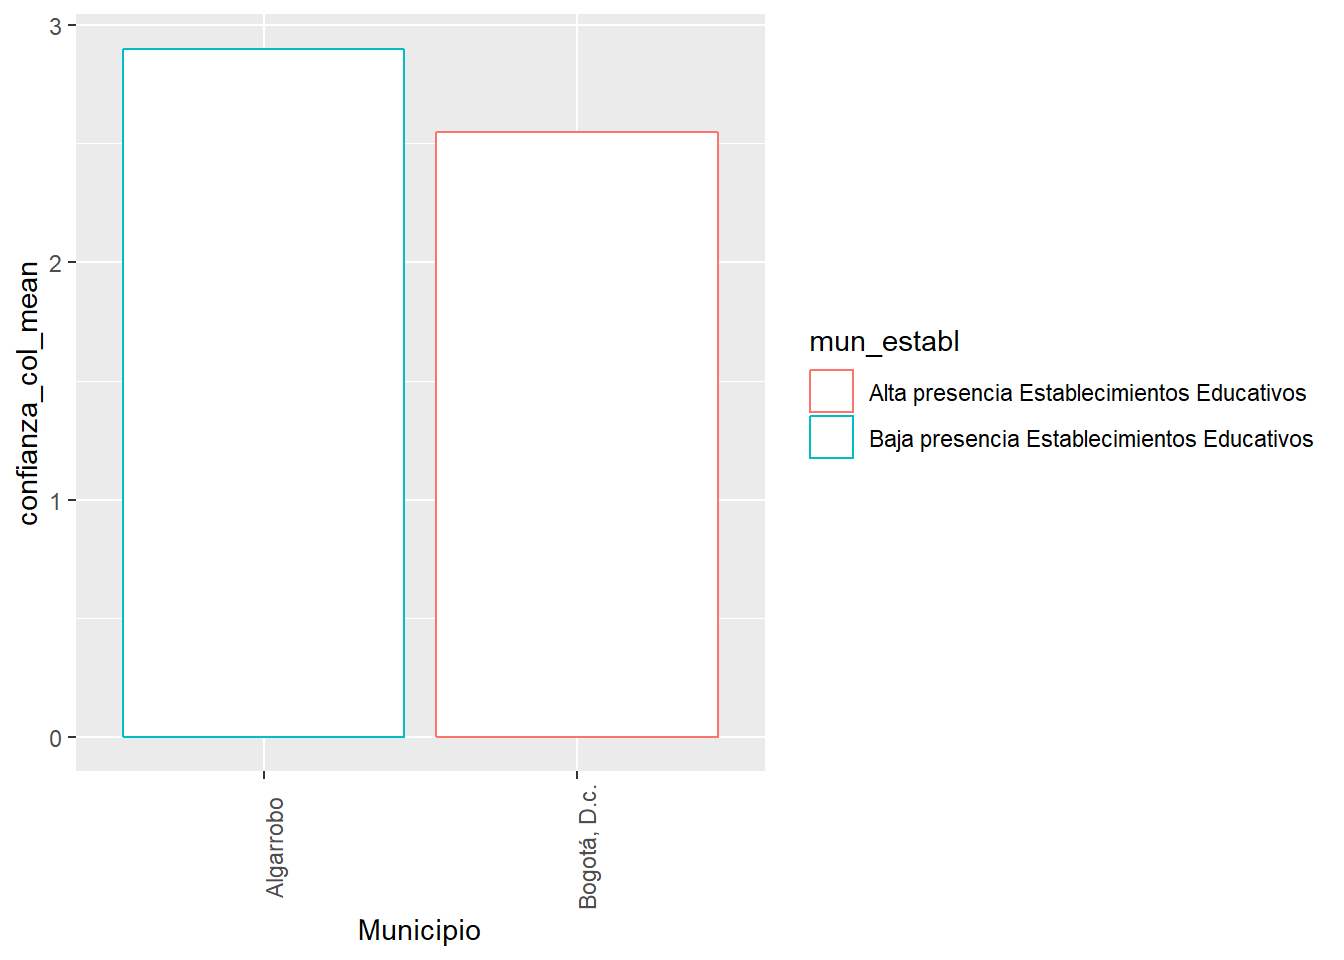 3
2
1
0
confianza_col_mean
Algarrobo
Bogotá, D.c.
Municipio
mun_establ
Alta presencia Establecimientos Educativos
Baja presencia Establecimientos Educativos